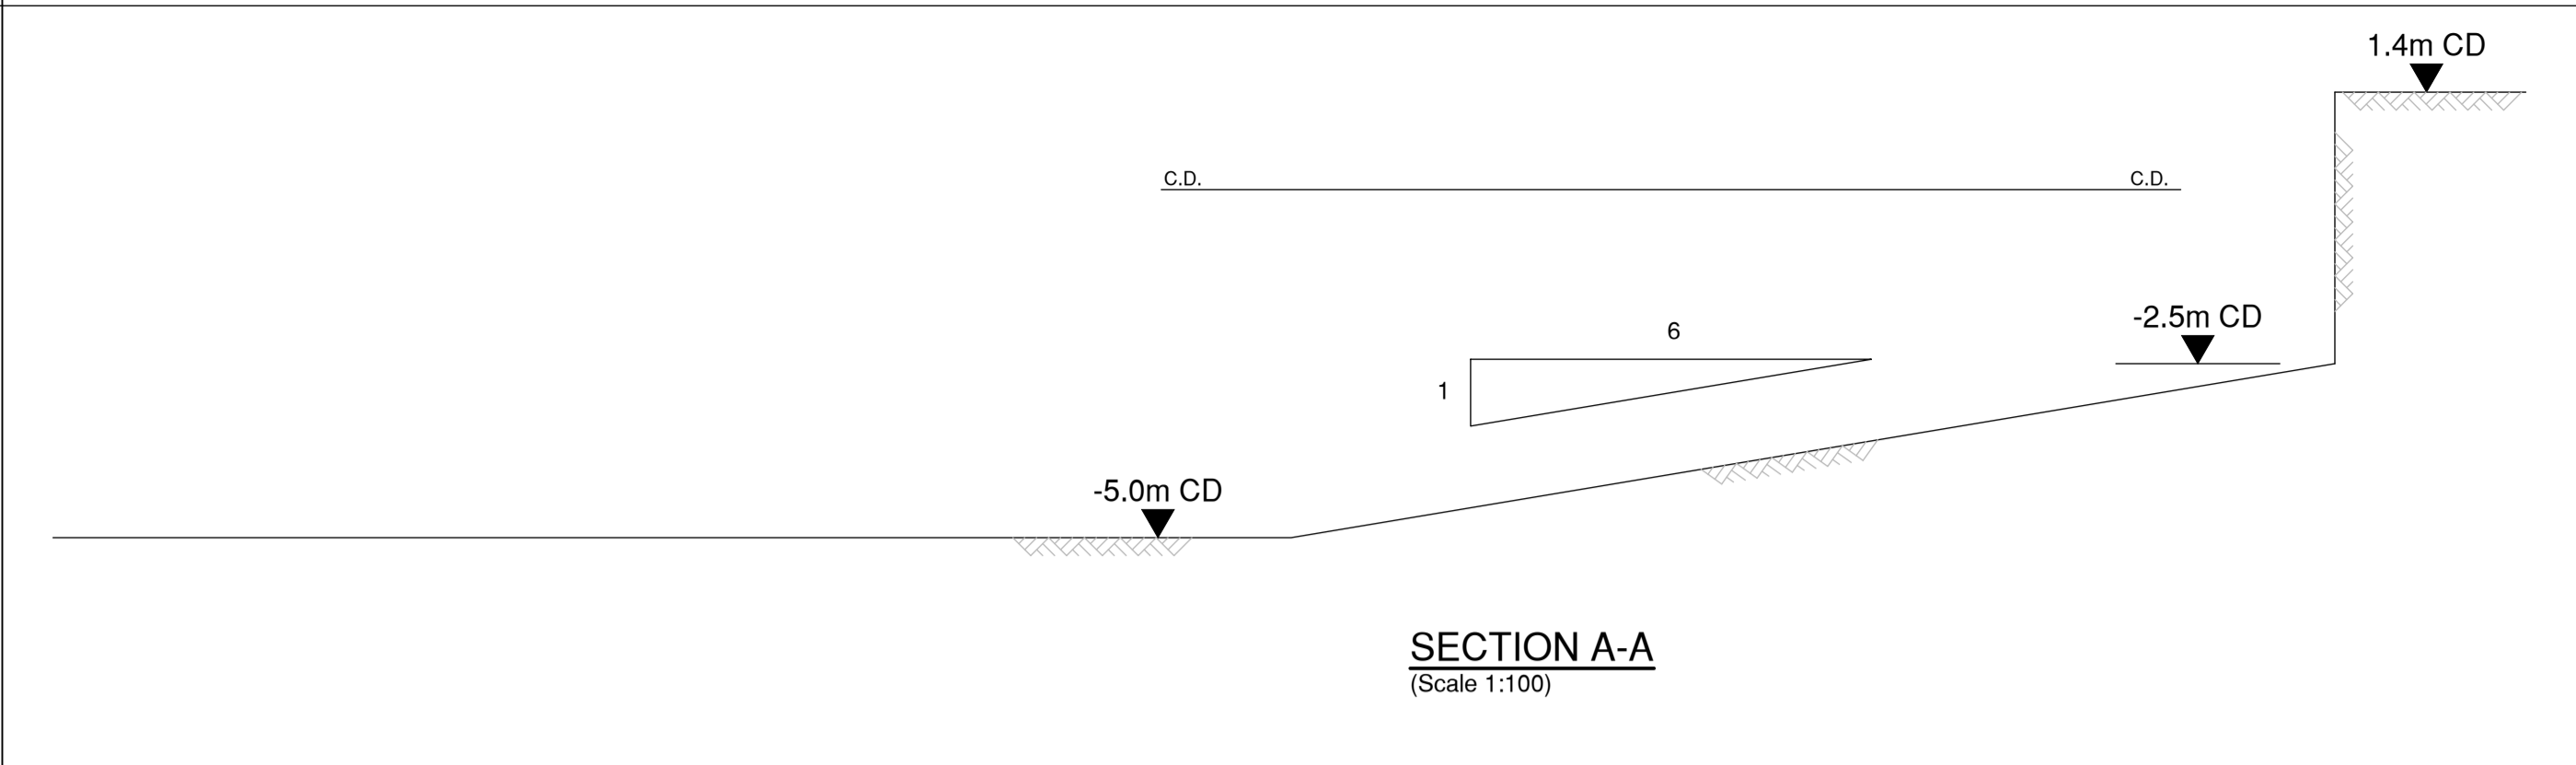 1.4m CD
C.D.
C.D.
-2.5m CD
6
1
-5.0m CD
SECTION A-A
(Scale 1:100)